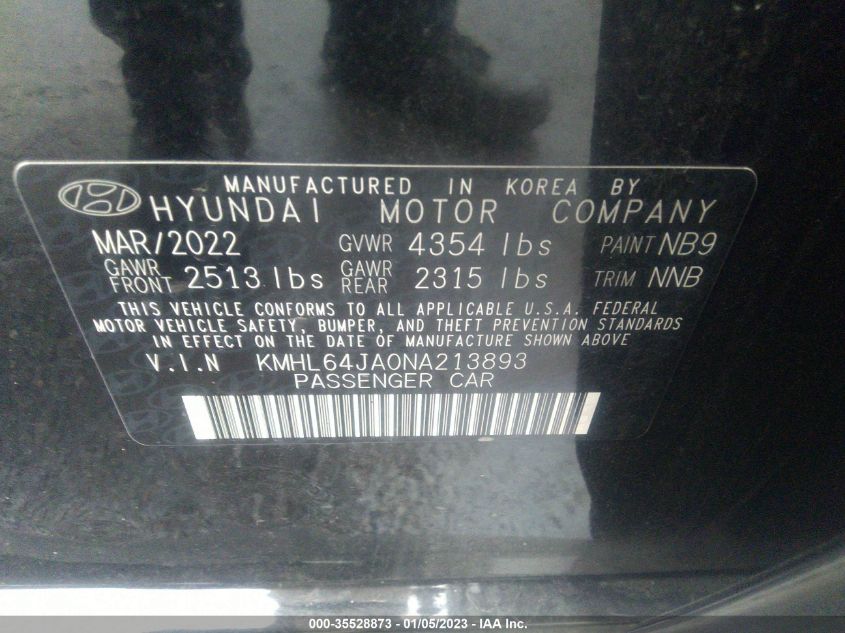 MANUFACTURED IN KOREA BY
HYUNDAI MOTOR COMPANY
MAR/2022 GVWR 4354 lbs PAINT NB9
GAWR FRONT 2513 lbs GAWR REAR 2315 lbs TRIM NNB
THIS VEHICLE CONFORMS TO ALL APPLICABLE U.S.A. FEDERAL
MOTOR VEHICLE SAFETY, BUMPER, AND THEFT PREVENTION STANDARDS
IN EFFECT ON THE DATE OF MANUFACTURE SHOWN ABOVE
V.I.N KMHL64JA0NA213893
PASSENGER CAR
000-35528873 - 01/05/2023 - IAA Inc.